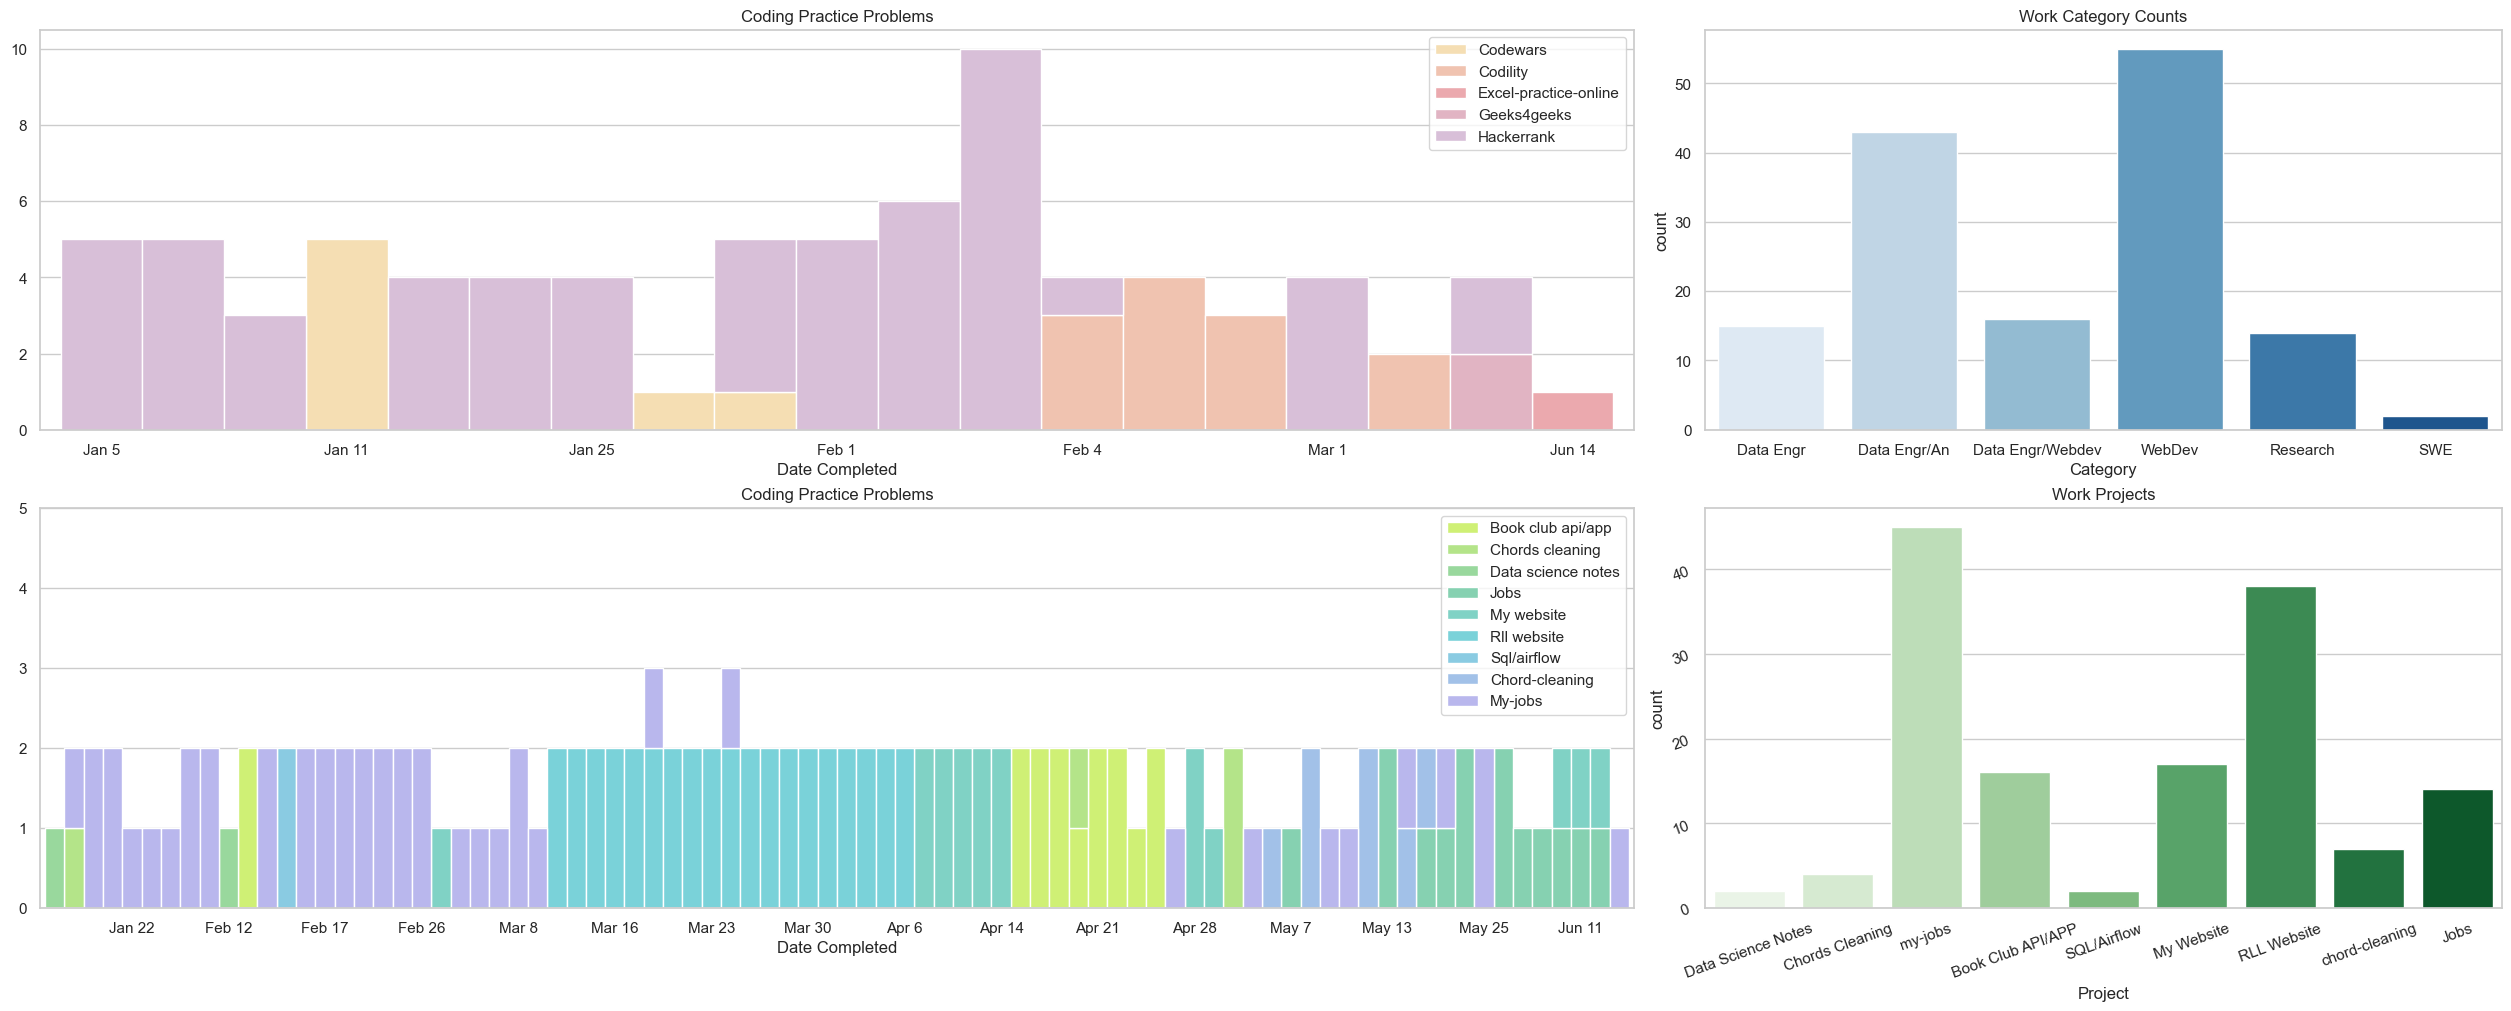 Coding Practice Problems
10
8
6
4
2
0
Codewars
Codility
Excel-practice-online
Geeks4geeks
Hackerrank
Jan 5 Jan 11 Jan 25 Feb 1 Feb 4 Mar 1 Jun 14
Date Completed
Work Category Counts
count
50
40
30
20
10
0
Data Engr Data Engr/An Data Engr/Webdev WebDev Research SWE
Category
Coding Practice Problems
5
4
3
2
1
0
Book club api/app
Chords cleaning
Data science notes
Jobs
My website
Rll website
Sql/airflow
Chord-cleaning
My-jobs
Jan 22 Feb 12 Feb 17 Feb 26 Mar 8 Mar 16 Mar 23 Mar 30 Apr 6 Apr 14 Apr 21 Apr 28 May 7 May 13 May 25 Jun 11
Date Completed
Work Projects
count
40
30
20
10
0
Data Science Notes Chords Cleaning my-jobs Book Club API/APP SQL/Airflow My Website RLL Website chord-cleaning Jobs
Project